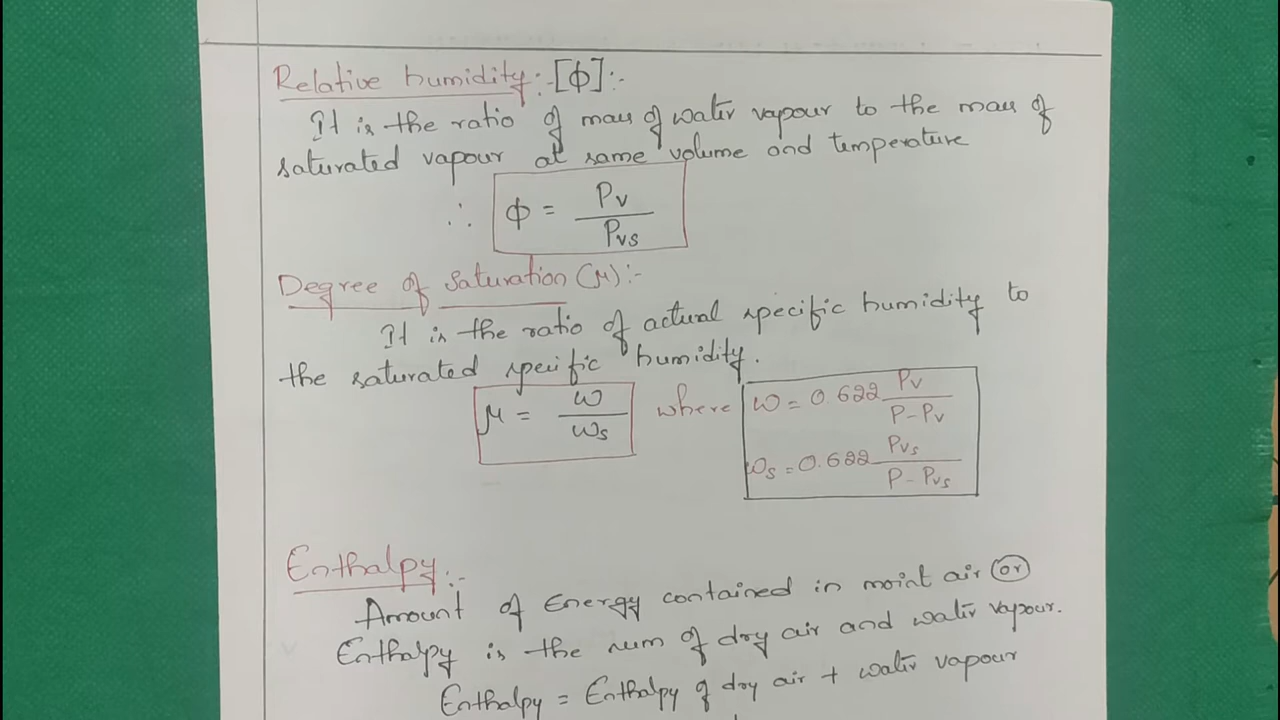 Relative humidity:-[ϕ]:-
It is the ratio of mass of water vapour to the mass of
saturated vapour at same volume and temperature
∴ ϕ = Pv / Pvs
Degree of saturation (μ):-
It is the ratio of actual specific humidity to
the saturated specific humidity.
μ = ω / ωs where ω = 0.622 Pv / P-Pv
ωs = 0.622 Pvs / P-Pvs
Enthalpy:-
Amount of Energy contained in moist air (or)
Enthalpy is the sum of dry air and water vapour.
Enthalpy = Enthalpy of dry air + water vapour